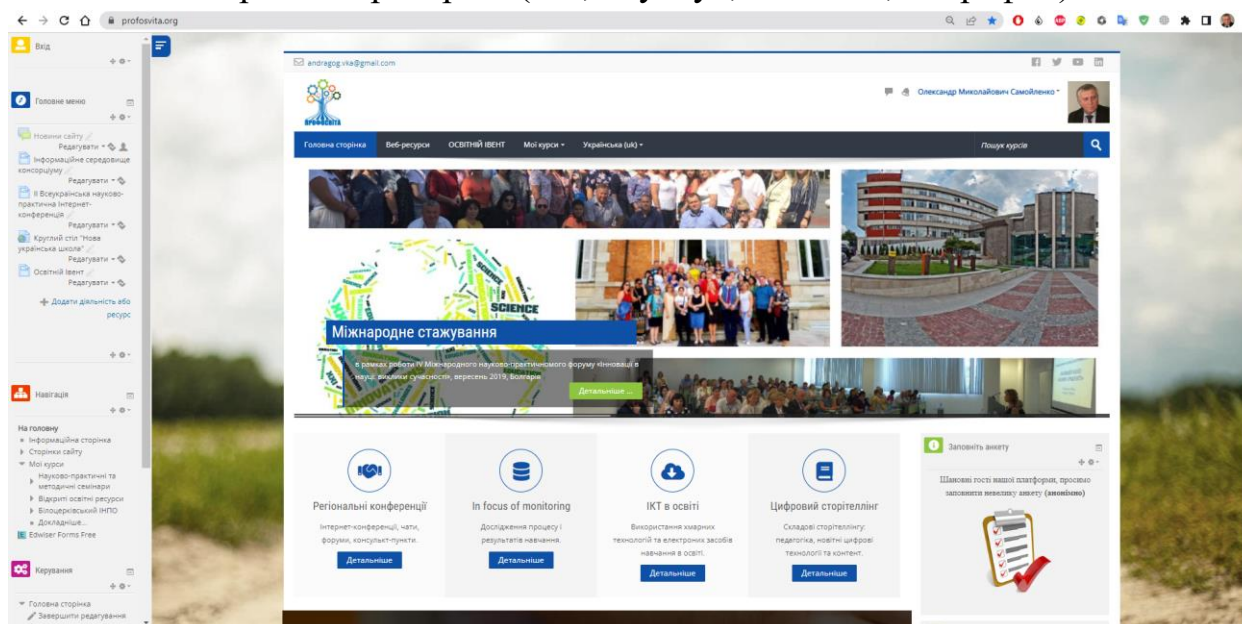 profosvita.org
Вхід
Головне меню
Новини сайту
Редагувати
Інформаційне середовище
консорціуму
Редагувати
ІІ Всеукраїнська науково-
практична Інтернет-
конференція
Редагувати
Круглий стіл "Нова
українська школа"
Редагувати
Освітній Івент
Редагувати
Додати діяльність або
ресурс
Навігація
На головну
Інформаційна сторінка
Сторінки сайту
Мої курси
Науково-практичні та
методичні семінари
Відкриті освітні ресурси
Білоцерківський ІНПО
Докладніше...
Edwiser Forms Free
Керування
Головна сторінка
Завершити редагування
andragog.vka@gmail.com
ПРОФОСВІТА
Олександр Миколайович Самойленко
Головна сторінка Веб-ресурси ОСВІТНІЙ ІВЕНТ Мої курси Українська (uk) Пошук курсів
SCIENCE
Міжнародне стажування
в рамках роботи IV Міжнародного науково-практичномого форуму «Інновації в
науці: виклики сучасності», вересень 2019, Болгарія
Детальніше ...
Регіональні конференції
Інтернет-конференції, чати,
форуми, консульт-пункти.
Детальніше
In focus of monitoring
Дослідження процесу і
результатів навчання.
Детальніше
ІКТ в освіті
Використання хмарних
технологій та електроних засобів
навчання в освіті.
Детальніше
Цифровий сторітеллінг
Складові сторітеллінгу:
педагогіка, новітні цифрові
технології та контент.
Детальніше
Заповніть анкету
Шановні гості нашої платформи, просимо
заповнити невелику анкету (анонімно)